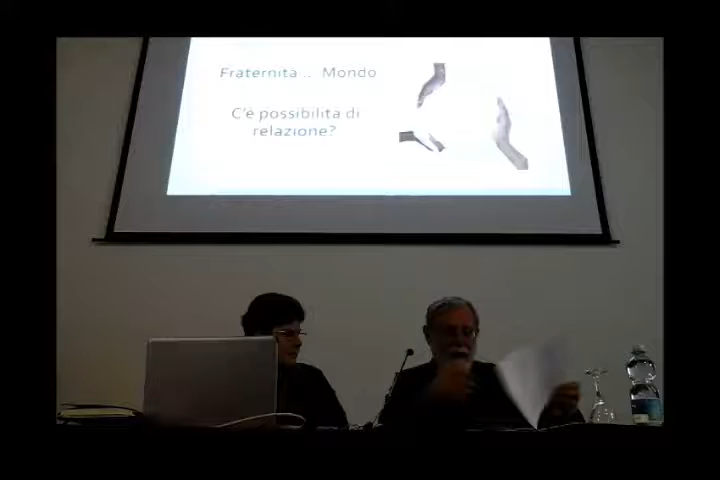 Fraternita .. Mondo
C'é possibilita di
relazione?